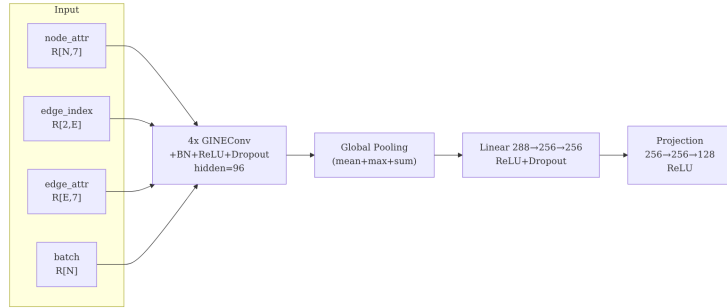 Input
node_attr
R[N,7]
edge_index
R[2,E]
edge_attr
R[E,7]
batch
R[N]
4x GINEConv
+BN+ReLU+Dropout
hidden=96
Global Pooling
(mean+max+sum)
Linear 288→256→256
ReLU+Dropout
Projection
256→256→128
ReLU